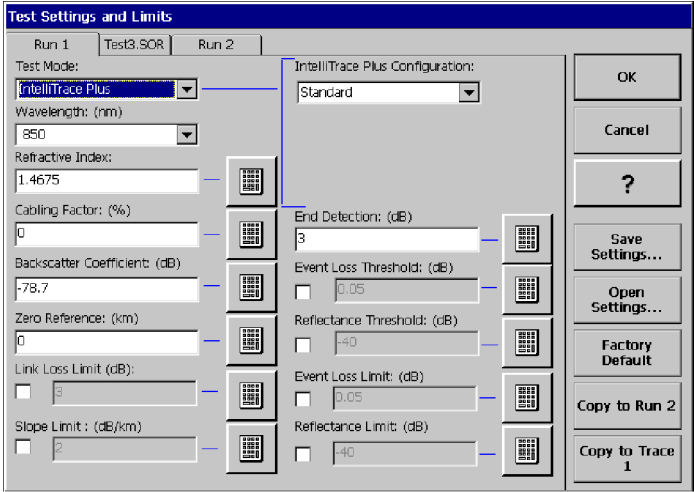 Test Settings and Limits
Run 1
Test3.SOR
Run 2
Test Mode:
IntelliTrace Plus
Wavelength: (nm)
850
Refractive Index:
1.4675
Cabling Factor: (%)
0
Backscatter Coefficient: (dB)
-78.7
Zero Reference: (km)
0
Link Loss Limit (dB):
3
Slope Limit : (dB/km)
2
IntelliTrace Plus Configuration:
Standard
End Detection: (dB)
3
Event Loss Threshold: (dB)
0.05
Reflectance Threshold: (dB)
-40
Event Loss Limit: (dB)
0.05
Reflectance Limit: (dB)
-40
OK
Cancel
?
Save
Settings...
Open
Settings...
Factory
Default
Copy to Run 2
Copy to Trace
1